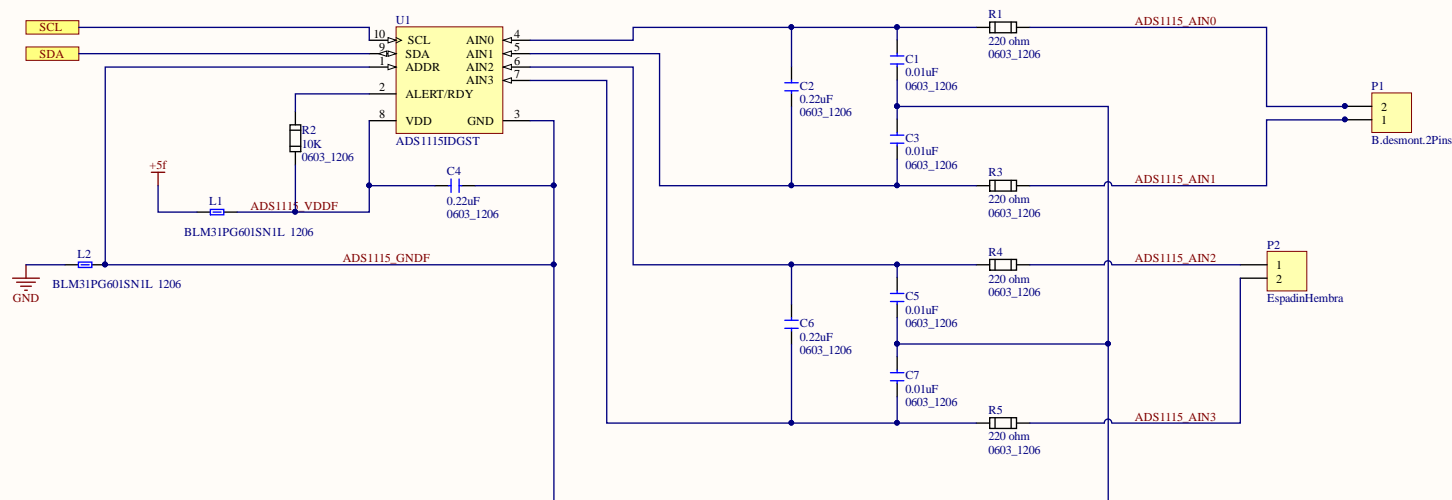 SCL
SDA
U1
10
SCL
9
SDA
1
ADDR
2
ALERT/RDY
8
VDD
AIN0
4
AIN1
5
AIN2
6
AIN3
7
GND
3
ADS1115IDGST
R2
10K
0603_1206
+5f
L1
ADS1115_VDDF
BLM31PG601SN1L 1206
C4
0.22uF
0603_1206
L2
ADS1115_GNDF
BLM31PG601SN1L 1206
GND
C2
0.22uF
0603_1206
C1
0.01uF
0603_1206
C3
0.01uF
0603_1206
R1
220 ohm
0603_1206
ADS1115_AIN0
R3
220 ohm
0603_1206
ADS1115_AIN1
P1
2
1
B.desmont.2Pins
C6
0.22uF
0603_1206
C5
0.01uF
0603_1206
C7
0.01uF
0603_1206
R4
220 ohm
0603_1206
ADS1115_AIN2
R5
220 ohm
0603_1206
ADS1115_AIN3
P2
1
2
EspadinHembra